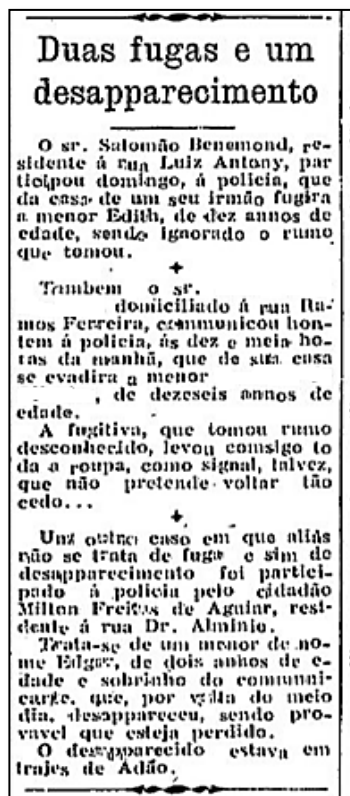 Duas fugas e um
desapparecimento
O sr. Salomão Benemond, re-
sidente á rua Luiz Antony, par
ticipou domingo, á policia, que
da casa de um seu irmão fugira
a menor Edith, de dez annos de
edade, sendo ignorado o rumo
que tomou.
Tambem o sr.
domiciliado á rua Ra-
mos Ferreira, communicou hon-
tem á policia, ás dez e meia ho-
ras da manhã, que de sua casa
se evadira a menor
, de dezeseis annos de
edade.
A fugitiva, que tomou rumo
desconhecido, levou comsigo to
da a roupa, como signal, talvez,
que não pretende voltar tão
cedo...
Um outro caso em que aliás
não se trata de fuga e sim de
desapparecimento foi partici-
pado á policia pelo cidadão
Milton Freitas de Aguiar, resi-
dente á rua Dr. Alminio.
Trata-se de um menor de no-
me Edgar, de dois annos de e-
dade e sobrinho do communi-
cante, que, por volta do meio
dia, desappareceu, sendo pro-
vavel que esteja perdido.
O desapparecido estava em
trajes de Adão.